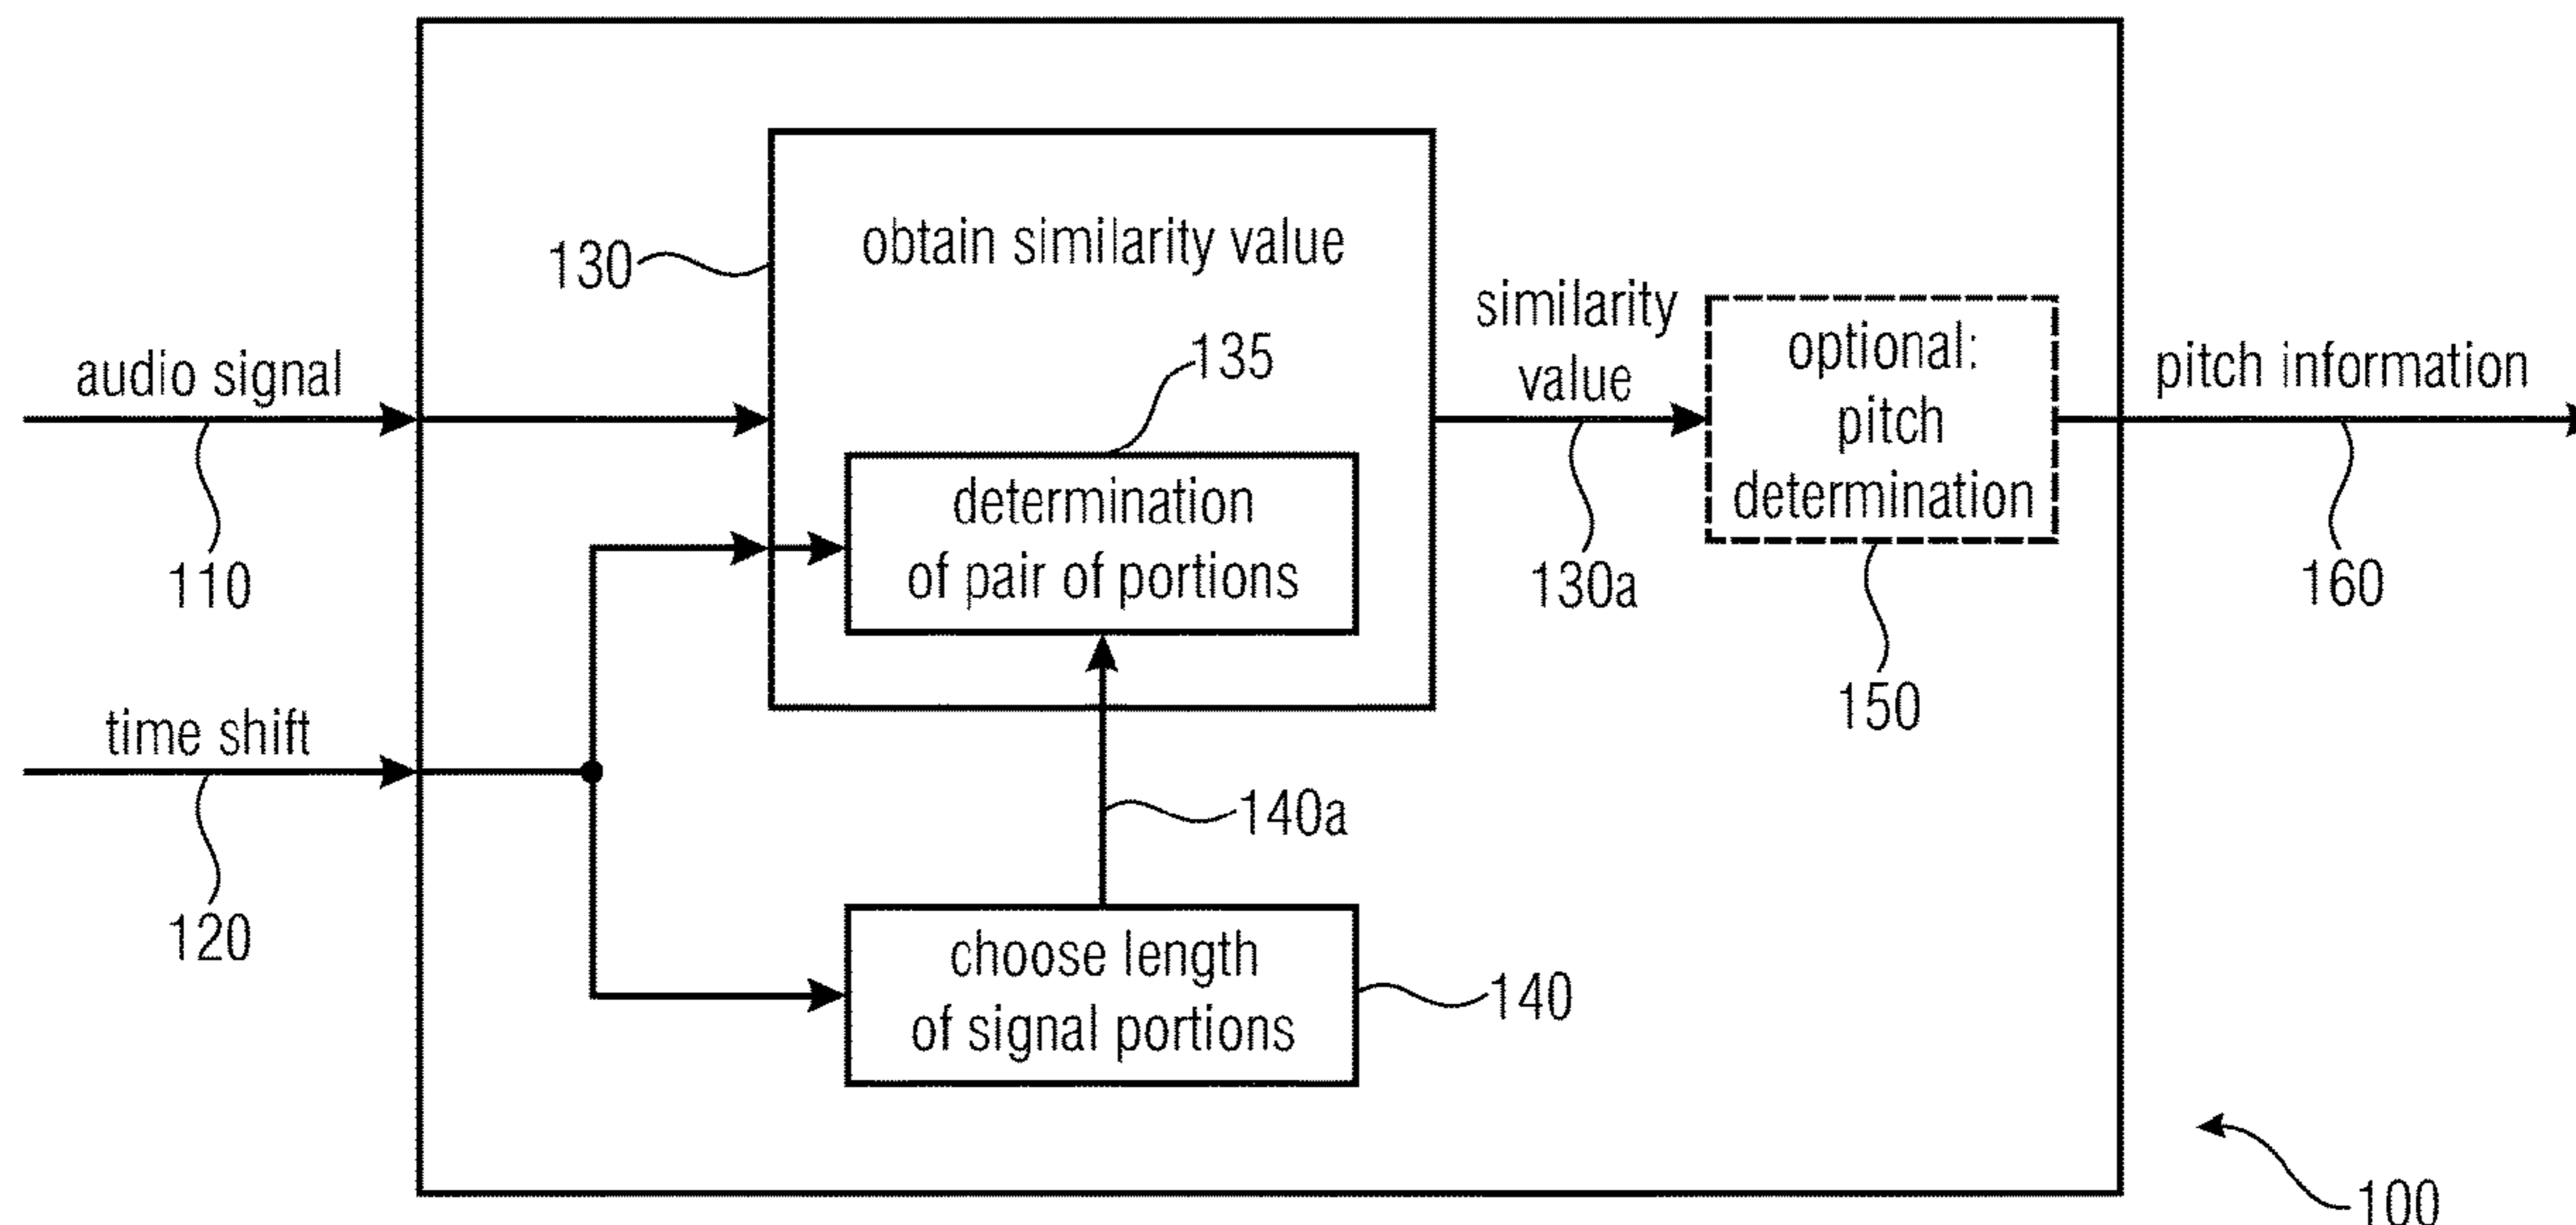 130
obtain similarity value
similarity
value
135
optional:
pitch
determination
audio signal
pitch information
110
determination
of pair of portions
130a
160
150
time shift
120
140a
choose length
of signal portions
140
100